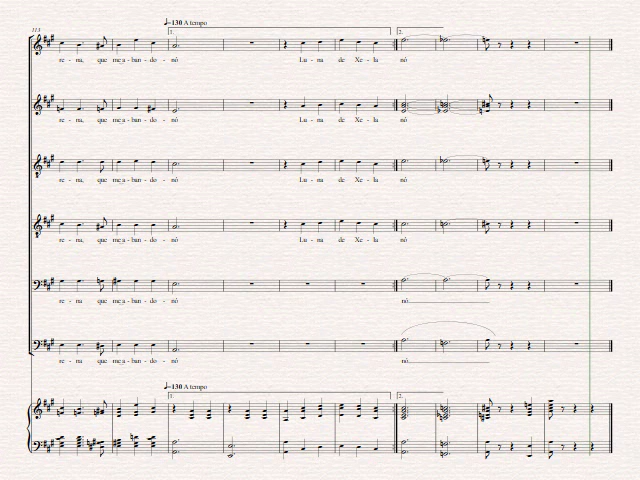 113
♩=130 A tempo
1.
2.
re - na, que me a - ban - do - nó Lu - na de Xe - la nó
re - na, que me a - ban - do - nó Lu - na de Xe - la nó
re - na, que me a - ban - do - nó Lu - na de Xe - la nó
re - na, que me a - ban - do - nó Lu - na de Xe - la nó
re - na que me a - ban - do - nó nó
re - na que me a - ban - do - nó nó
♩=130 A tempo
1.
2.